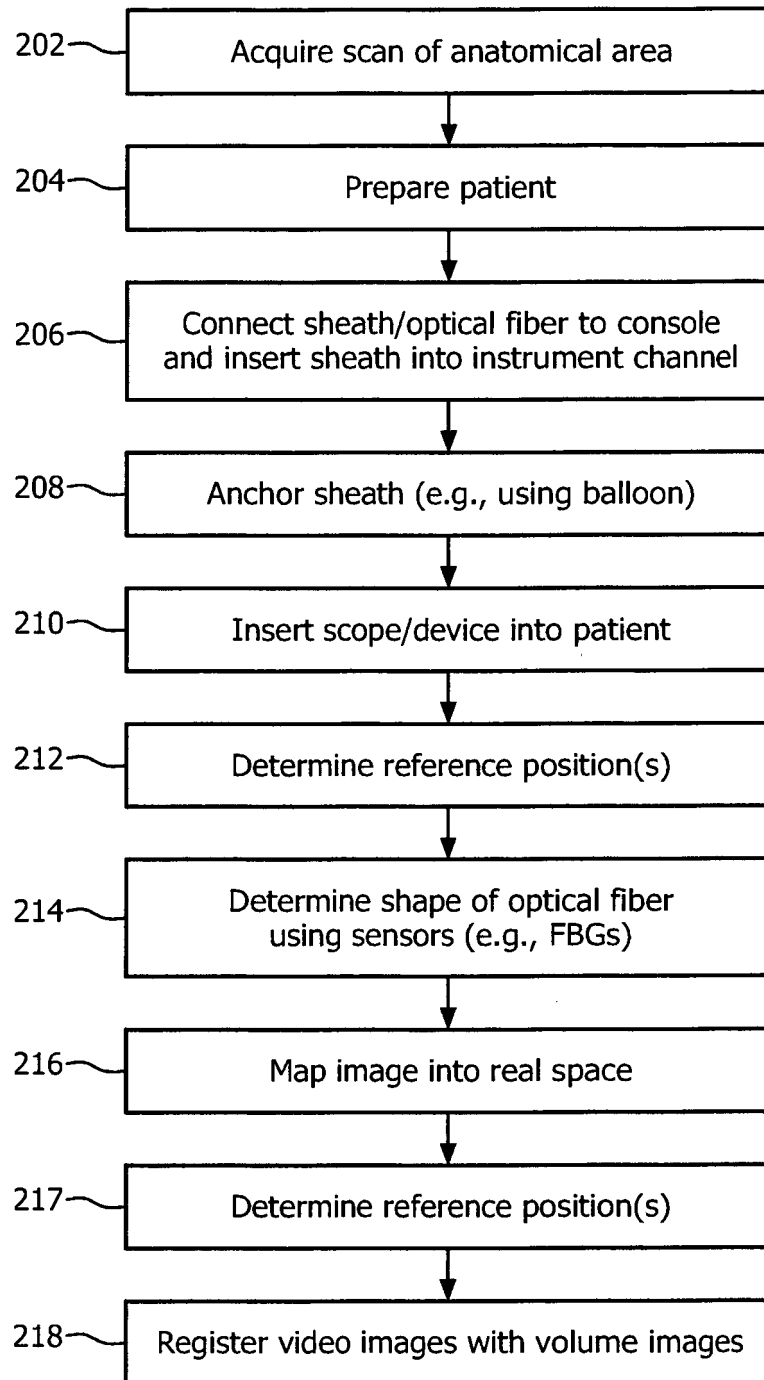 202
Acquire scan of anatomical area
204
Prepare patient
206
Connect sheath/optical fiber to console
and insert sheath into instrument channel
208
Anchor sheath (e.g., using balloon)
210
Insert scope/device into patient
212
Determine reference position(s)
214
Determine shape of optical fiber
using sensors (e.g., FBGs)
216
Map image into real space
217
Determine reference position(s)
218
Register video images with volume images